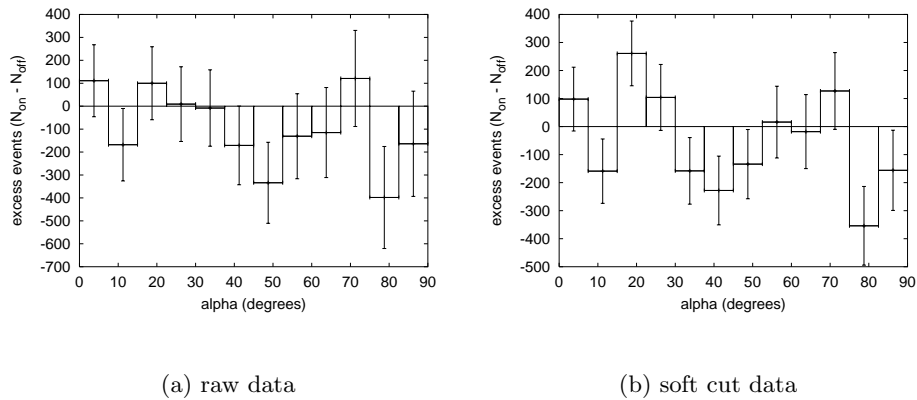 excess events (N_on - N_off)
400
300
200
100
0
-100
-200
-300
-400
-500
-600
-700
0 10 20 30 40 50 60 70 80 90
alpha (degrees)
(a) raw data
excess events (N_on - N_off)
400
300
200
100
0
-100
-200
-300
-400
-500
0 10 20 30 40 50 60 70 80 90
alpha (degrees)
(b) soft cut data